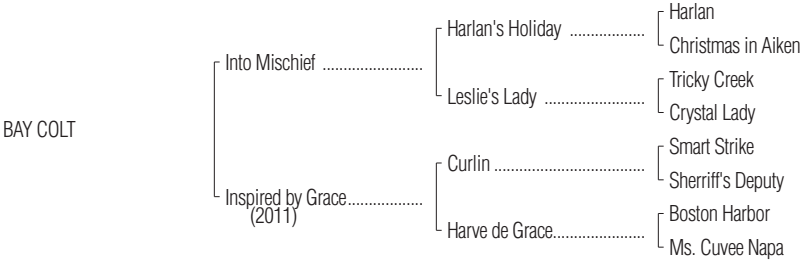 Harlan
Harlan's Holiday ..................
Christmas in Aiken
Into Mischief ........................
Tricky Creek
Leslie's Lady ........................
Crystal Lady
BAY COLT
Smart Strike
Curlin ....................................
Sherriff's Deputy
Inspired by Grace..................
(2011)
Boston Harbor
Harve de Grace......................
Ms. Cuvee Napa